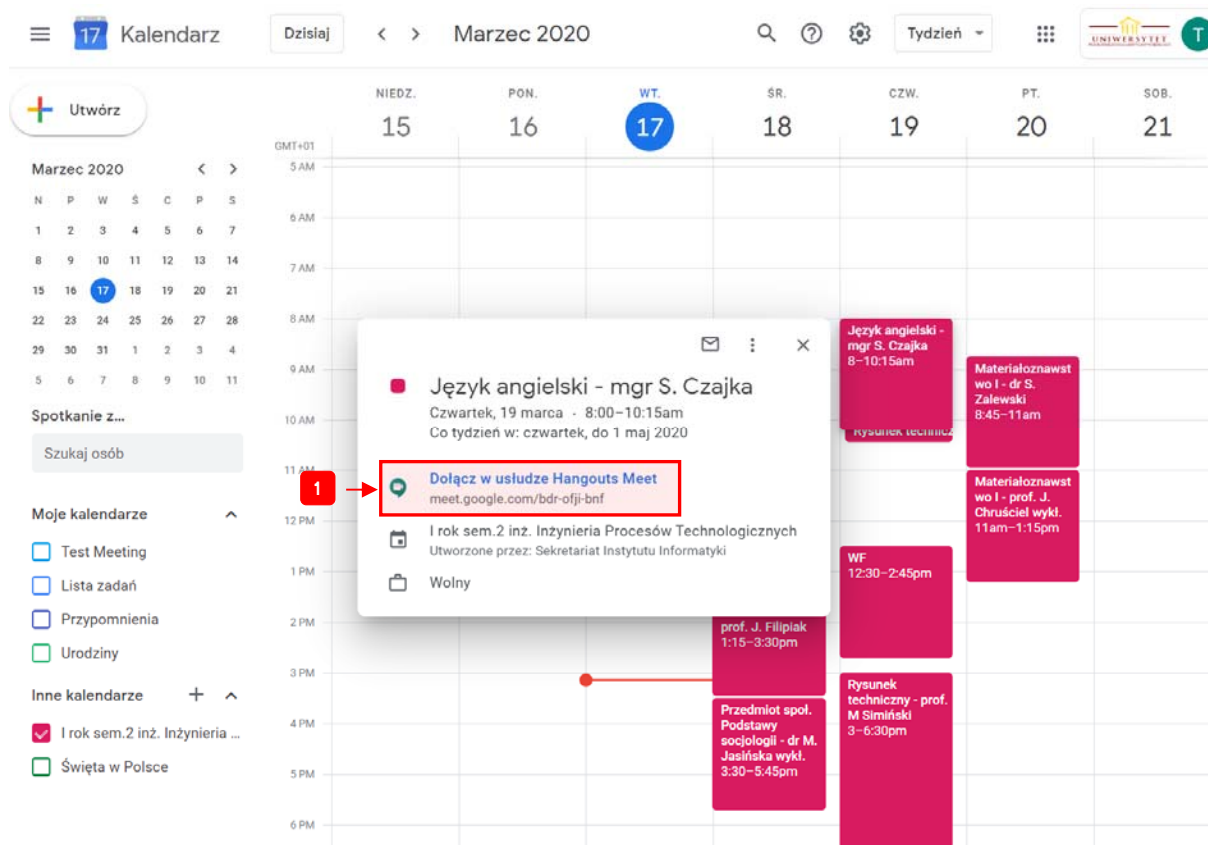 17 Kalendarz Dzisiaj < > Marzec 2020 Tydzień UNIWERSYTET T
Utwórz
NIEDZ. PON. WT. ŚR. CZW. PT. SOB.
15 16 17 18 19 20 21
GMT+01
Marzec 2020 < >
N P W Ś C P S
1 2 3 4 5 6 7
8 9 10 11 12 13 14
15 16 17 18 19 20 21
22 23 24 25 26 27 28
29 30 31 1 2 3 4
5 6 7 8 9 10 11
Spotkanie z...
Szukaj osób
Moje kalendarze
Test Meeting
Lista zadań
Przypomnienia
Urodziny
Inne kalendarze
I rok sem.2 inż. Inżynieria ...
Święta w Polsce
5 AM
6 AM
7 AM
8 AM
9 AM
10 AM
11 AM
12 PM
1 PM
2 PM
3 PM
4 PM
5 PM
6 PM
Język angielski - mgr S. Czajka
Czwartek, 19 marca · 8:00–10:15am
Co tydzień w: czwartek, do 1 maj 2020
1
Dołącz w usłudze Hangouts Meet
meet.google.com/bdr-ofji-bnf
I rok sem.2 inż. Inżynieria Procesów Technologicznych
Utworzone przez: Sekretariat Instytutu Informatyki
Wolny
prof. J. Filipiak
1:15–3:30pm
Przedmiot społ.
Podstawy
socjologii - dr M.
Jasińska wykł.
3:30–5:45pm
Język angielski -
mgr S. Czajka
8–10:15am
Rysunek technicz
WF
12:30–2:45pm
Rysunek
techniczny - prof.
M Simiński
3–6:30pm
Materiałoznawst
wo I - dr S.
Zalewski
8:45–11am
Materiałoznawst
wo I - prof. J.
Chruściel wykł.
11am–1:15pm